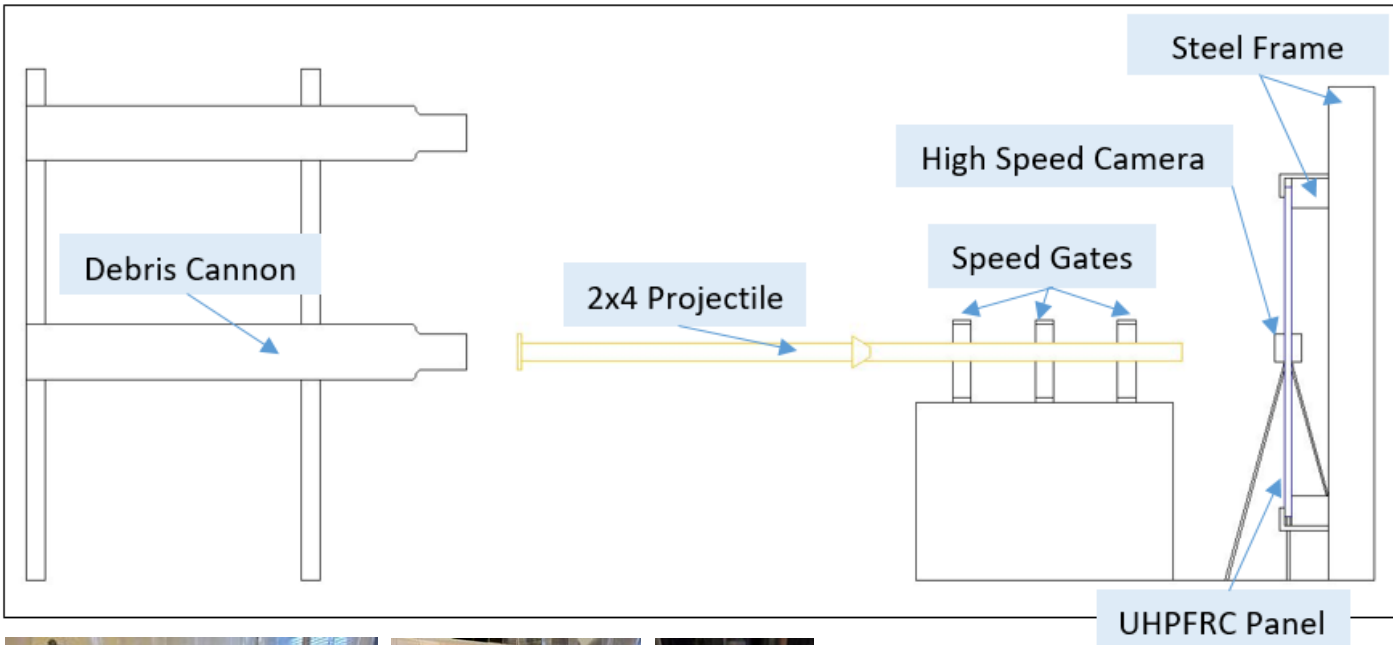 Steel Frame
High Speed Camera
Speed Gates
Debris Cannon
2x4 Projectile
UHPFRC Panel